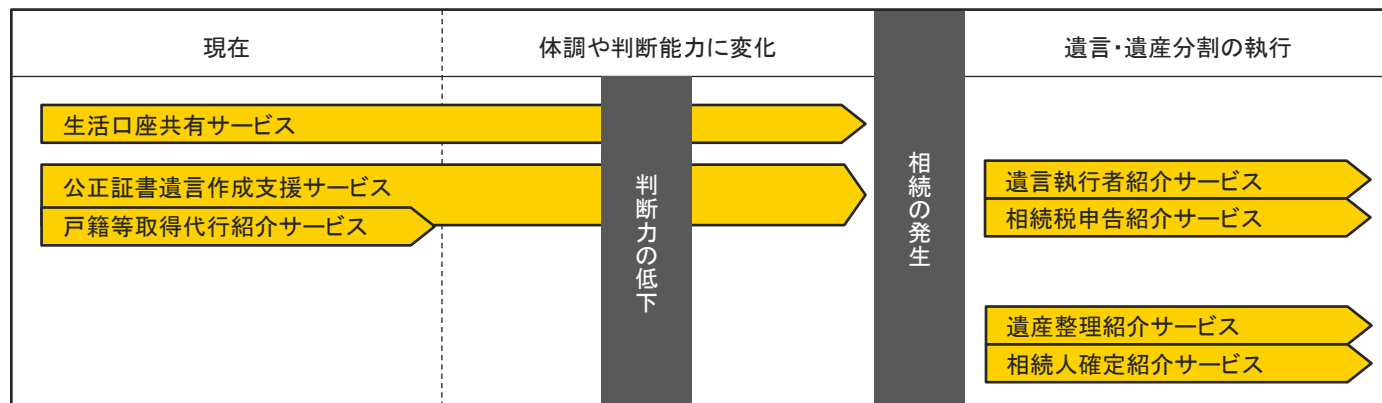 現在
体調や判断能力に変化
遺言・遺産分割の執行
生活口座共有サービス
公正証書遺言作成支援サービス
戸籍等取得代行紹介サービス
判断力の低下
相続の発生
遺言執行者紹介サービス
相続税申告紹介サービス
遺産整理紹介サービス
相続人確定紹介サービス